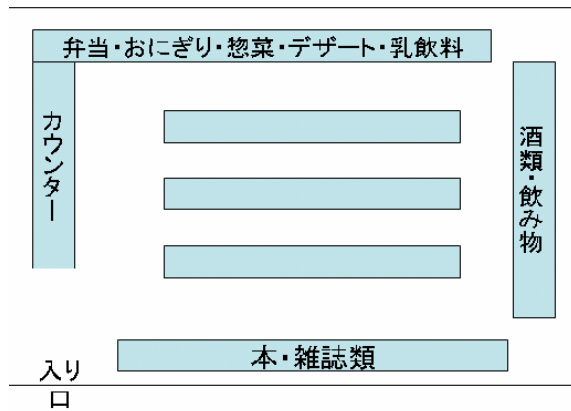 弁当・おにぎり・惣菜・デザート・乳飲料
カウンター
酒類・飲み物
本・雑誌類
入り
口